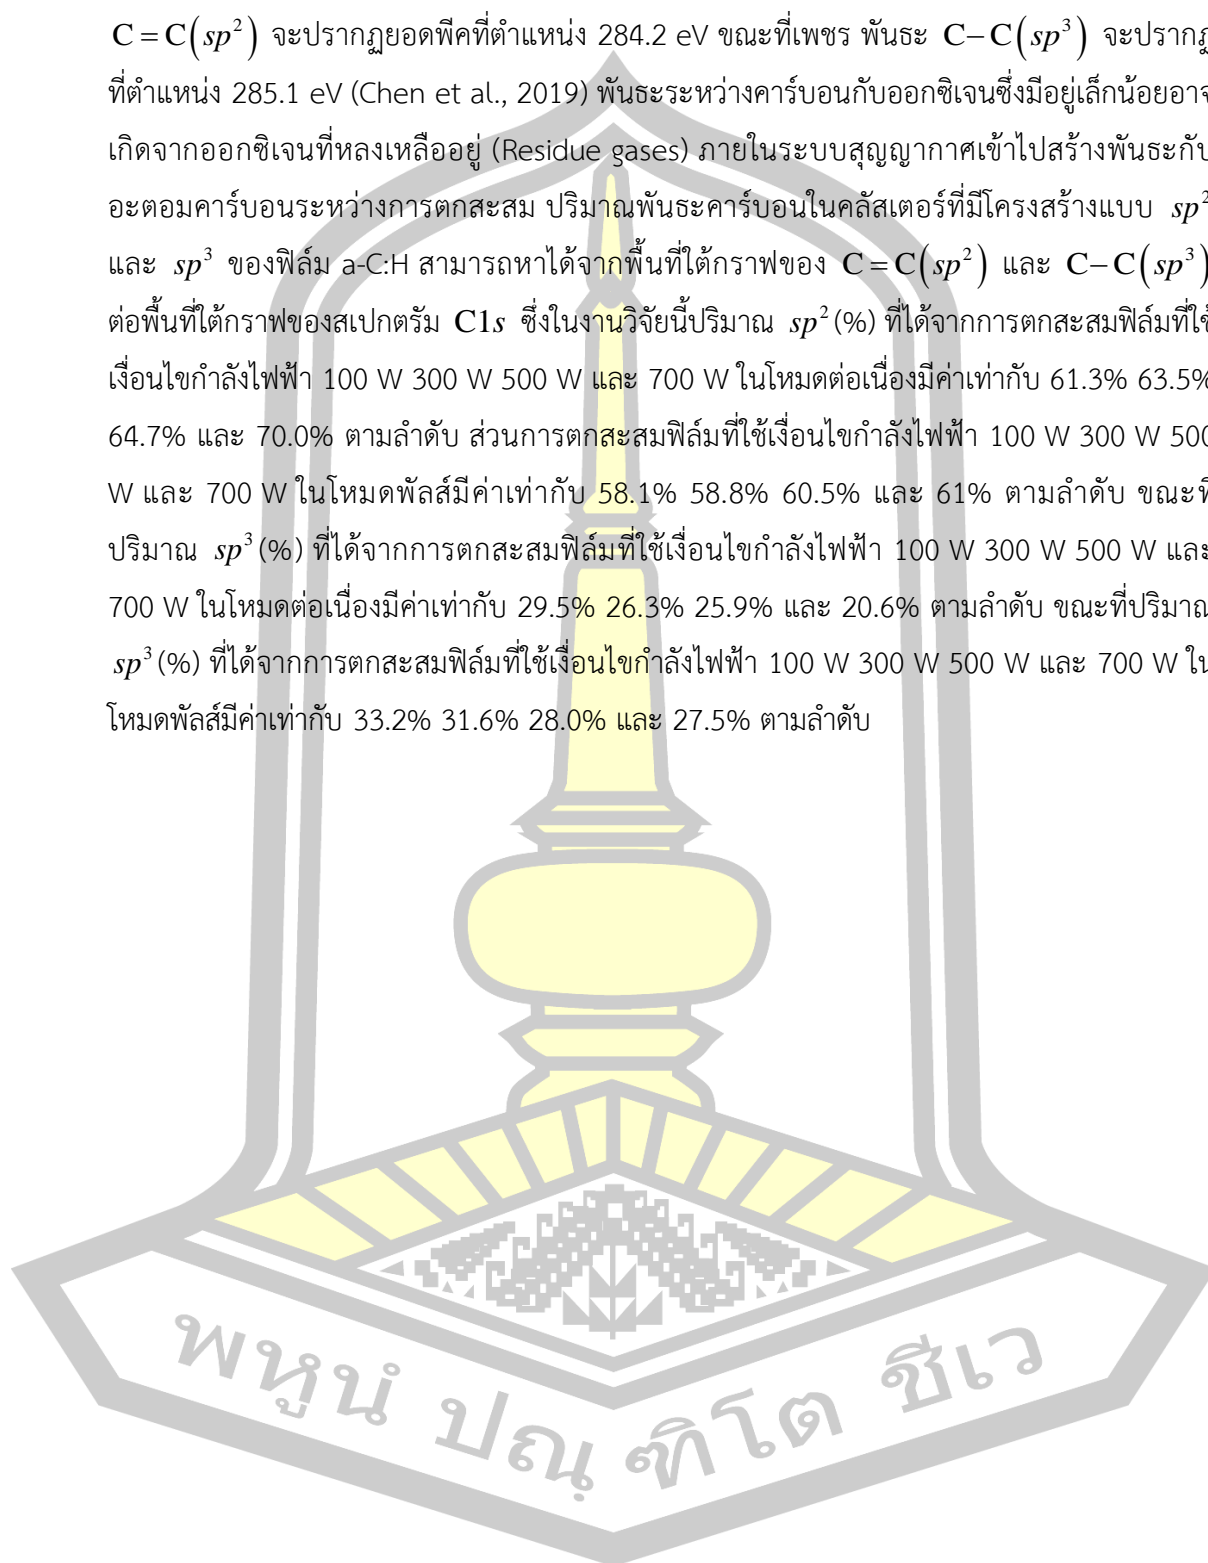 C = C(sp²) จะปรากฏยอดพีคที่ตำแหน่ง 284.2 eV ขณะที่เพชร พันธะ C−C(sp³) จะปรากฏ
ที่ตำแหน่ง 285.1 eV (Chen et al., 2019) พันธะระหว่างคาร์บอนกับออกซิเจนซึ่งมีอยู่เล็กน้อยอาจ
เกิดจากออกซิเจนที่หลงเหลืออยู่ (Residue gases) ภายในระบบสุญญากาศเข้าไปสร้างพันธะกับ
อะตอมคาร์บอนระหว่างการตกสะสม ปริมาณพันธะคาร์บอนในคลัสเตอร์ที่มีโครงสร้างแบบ sp²
และ sp³ ของฟิล์ม a-C:H สามารถหาได้จากพื้นที่ใต้กราฟของ C = C(sp²) และ C−C(sp³)
ต่อพื้นที่ใต้กราฟของสเปกตรัม C1s ซึ่งในงานวิจัยนี้ปริมาณ sp²(%) ที่ได้จากการตกสะสมฟิล์มที่ใช้
เงื่อนไขกำลังไฟฟ้า 100 W 300 W 500 W และ 700 W ในโหมดต่อเนื่องมีค่าเท่ากับ 61.3% 63.5%
64.7% และ 70.0% ตามลำดับ ส่วนการตกสะสมฟิล์มที่ใช้เงื่อนไขกำลังไฟฟ้า 100 W 300 W 500
W และ 700 W ในโหมดพัลส์มีค่าเท่ากับ 58.1% 58.8% 60.5% และ 61% ตามลำดับ ขณะที่
ปริมาณ sp³(%) ที่ได้จากการตกสะสมฟิล์มที่ใช้เงื่อนไขกำลังไฟฟ้า 100 W 300 W 500 W และ
700 W ในโหมดต่อเนื่องมีค่าเท่ากับ 29.5% 26.3% 25.9% และ 20.6% ตามลำดับ ขณะที่ปริมาณ
sp³(%) ที่ได้จากการตกสะสมฟิล์มที่ใช้เงื่อนไขกำลังไฟฟ้า 100 W 300 W 500 W และ 700 W ใน
โหมดพัลส์มีค่าเท่ากับ 33.2% 31.6% 28.0% และ 27.5% ตามลำดับ
พหูนํ ปณฺฑิโต ชีเว